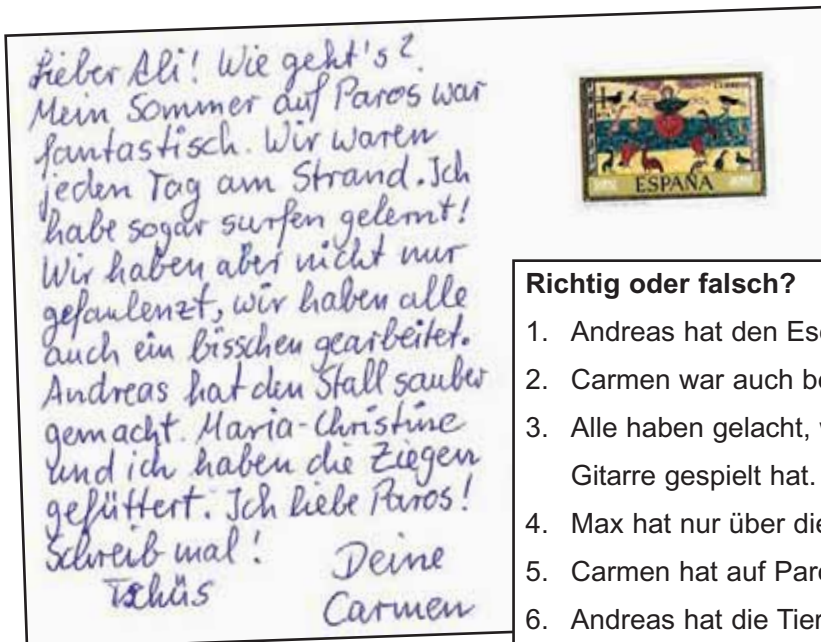 Lieber Ali! Wie geht's?
Mein Sommer auf Paros war
fantastisch. Wir waren
jeden Tag am Strand. Ich
habe sogar surfen gelernt!
Wir haben aber nicht nur
gefaulenzt, wir haben alle
auch ein bisschen gearbeitet.
Andreas hat den Stall sauber
gemacht. Maria-Christine
und ich haben die Ziegen
gefüttert. Ich liebe Paros!
Schreib mal!
Tschüs
Deine
Carmen
ESPAÑA
Richtig oder falsch?
1. Andreas hat den Es
2. Carmen war auch be
3. Alle haben gelacht,
Gitarre gespielt hat.
4. Max hat nur über die
5. Carmen hat auf Par
6. Andreas hat die Tier